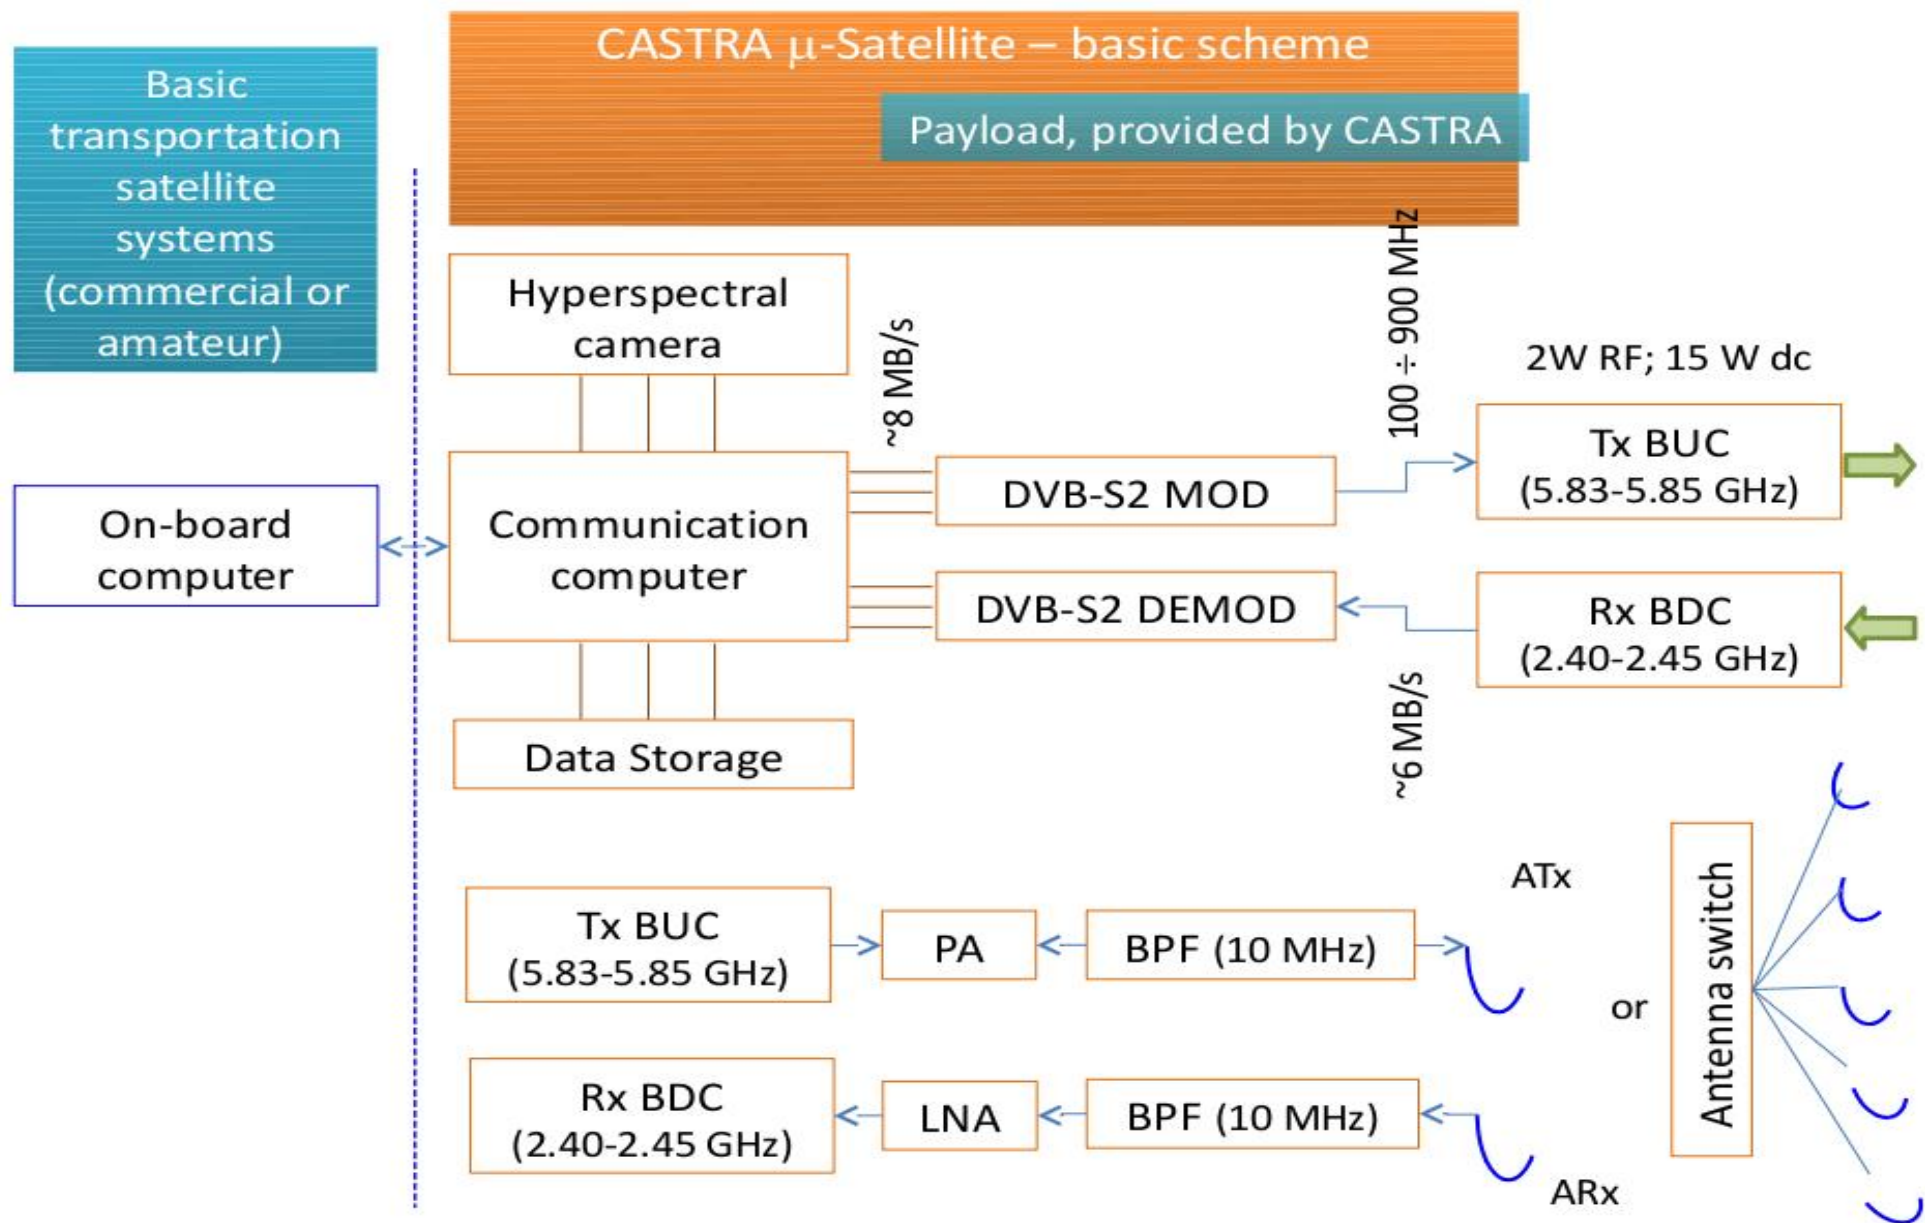 Basic
transportation
satellite
systems
(commercial or
amateur)
CASTRA μ-Satellite – basic scheme
Payload, provided by CASTRA
Hyperspectral
camera
~8 MB/s
100 ÷ 900 MHz
2W RF; 15 W dc
Tx BUC
(5.83-5.85 GHz)
DVB-S2 MOD
On-board
computer
Communication
computer
DVB-S2 DEMOD
Rx BDC
(2.40-2.45 GHz)
~6 MB/s
Data Storage
Tx BUC
(5.83-5.85 GHz)
PA
BPF (10 MHz)
ATx
or
Antenna switch
Rx BDC
(2.40-2.45 GHz)
LNA
BPF (10 MHz)
ARx